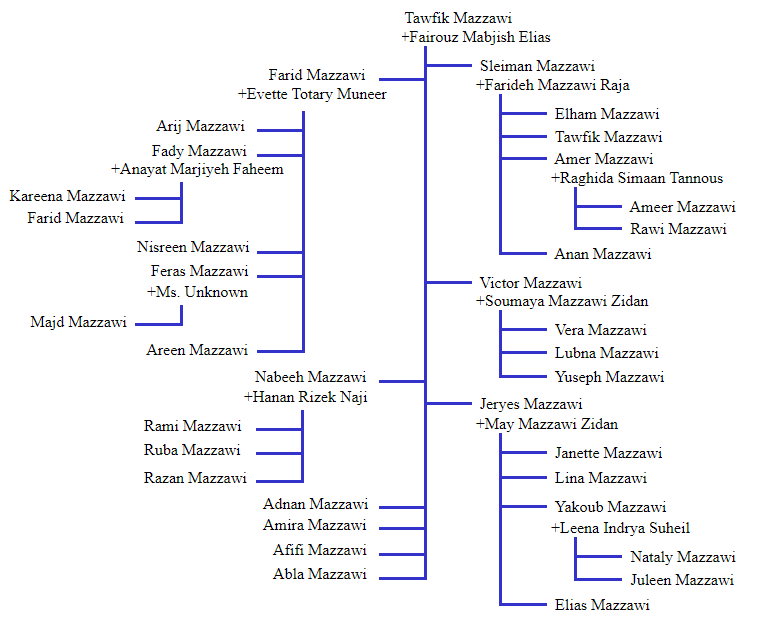 Tawfik Mazzawi
+Fairouz Mabjish Elias
Farid Mazzawi
+Evette Totary Muneer
Arij Mazzawi
Fady Mazzawi
+Anayat Marjiyeh Faheem
Kareena Mazzawi
Farid Mazzawi
Nisreen Mazzawi
Feras Mazzawi
+Ms. Unknown
Majd Mazzawi
Areen Mazzawi
Nabeeh Mazzawi
+Hanan Rizek Naji
Rami Mazzawi
Ruba Mazzawi
Razan Mazzawi
Adnan Mazzawi
Amira Mazzawi
Afifi Mazzawi
Abla Mazzawi
Sleiman Mazzawi
+Farideh Mazzawi Raja
Elham Mazzawi
Tawfik Mazzawi
Amer Mazzawi
+Raghida Simaan Tannous
Ameer Mazzawi
Rawi Mazzawi
Anan Mazzawi
Victor Mazzawi
+Soumaya Mazzawi Zidan
Vera Mazzawi
Lubna Mazzawi
Yuseph Mazzawi
Jeryes Mazzawi
+May Mazzawi Zidan
Janette Mazzawi
Lina Mazzawi
Yakoub Mazzawi
+Leena Indrya Suheil
Nataly Mazzawi
Juleen Mazzawi
Elias Mazzawi